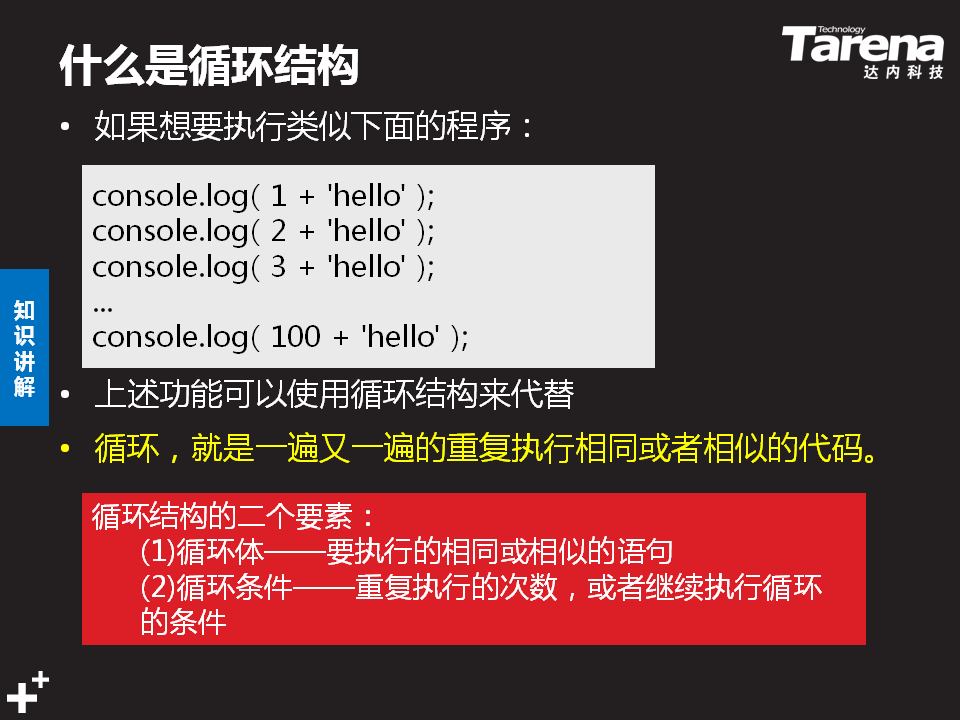 什么是循环结构
Technology
Tarena
达内科技
• 如果想要执行类似下面的程序：
console.log( 1 + 'hello' );
console.log( 2 + 'hello' );
console.log( 3 + 'hello' );
...
console.log( 100 + 'hello' );
知识讲解
• 上述功能可以使用循环结构来代替
• 循环，就是一遍又一遍的重复执行相同或者相似的代码。
循环结构的二个要素：
(1)循环体——要执行的相同或相似的语句
(2)循环条件——重复执行的次数，或者继续执行循环
的条件